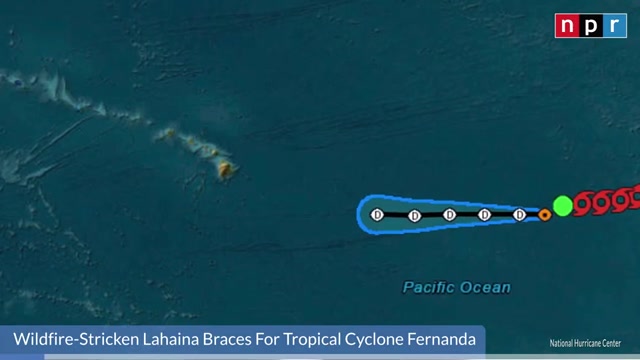 npr
D D D D D
Pacific Ocean
Wildfire-Stricken Lahaina Braces For Tropical Cyclone Fernanda
National Hurricane Center